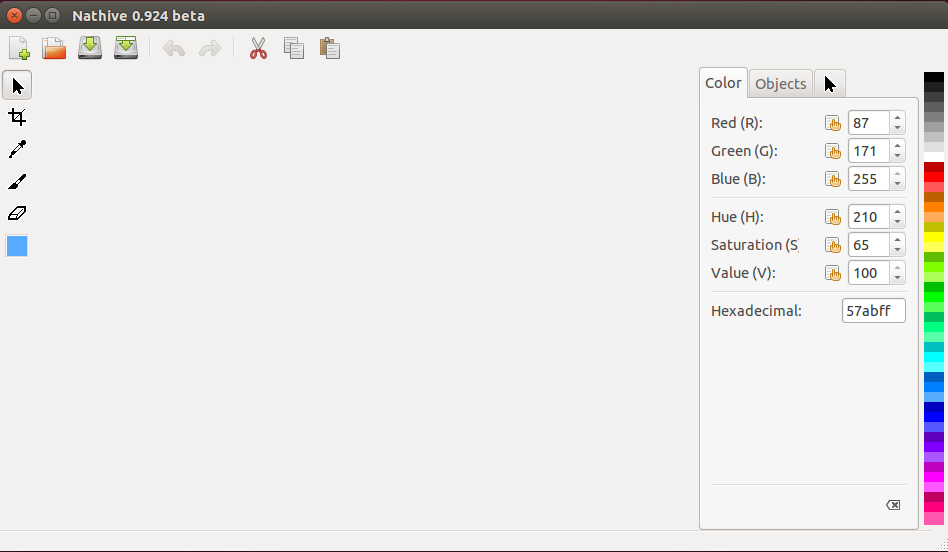 Nathive 0.924 beta
Color Objects
Red (R): 87
Green (G): 171
Blue (B): 255
Hue (H): 210
Saturation (S
Value (V): 100
Hexadecimal: 57abff